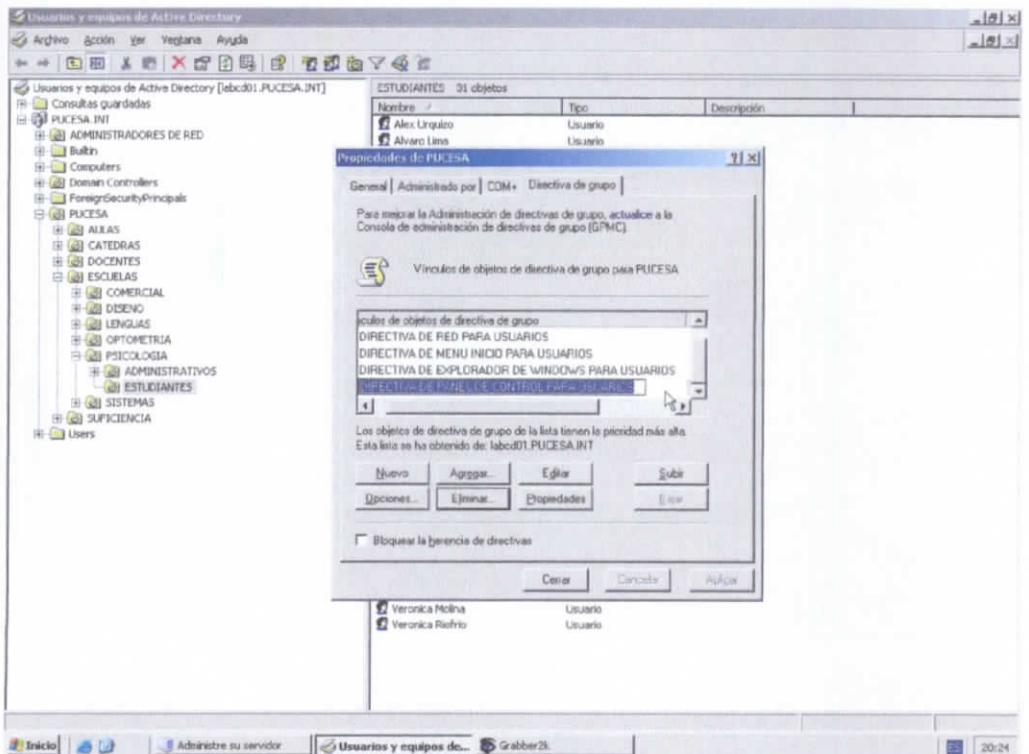 Usuarios y equipos de Active Directory
Archivo Acción Ver Ventana Ayuda
Usuarios y equipos de Active Directory [labcd01.PUCESA.INT]
Consultas guardadas
PUCESA.INT
ADMINISTRADORES DE RED
Builtin
Computers
Domain Controllers
ForeignSecurityPrincipals
PUCESA
AULAS
CATEDRAS
DOCENTES
ESCUELAS
COMERCIAL
DISENO
LENGUAS
OPTOMETRIA
PSICOLOGIA
ADMINISTRATIVOS
ESTUDIANTES
SISTEMAS
SUFICIENCIA
Users
ESTUDIANTES 31 objetos
Nombre Tipo Descripción
Alex Urquizo Usuario
Alvaro Lima Usuario
Propiedades de PUCESA
General Administrado por COM+ Directiva de grupo
Para mejorar la Administración de directivas de grupo, actualice a la
Consola de administración de directivas de grupo (GPMC).
Vínculos de objetos de directiva de grupo para PUCESA
ículos de objetos de directiva de grupo
DIRECTIVA DE RED PARA USUARIOS
DIRECTIVA DE MENU INICIO PARA USUARIOS
DIRECTIVA DE EXPLORADOR DE WINDOWS PARA USUARIOS
DIRECTIVA DE PANEL DE CONTROL PARA USUARIOS
Los objetos de directiva de grupo de la lista tienen la prioridad más alta.
Esta lista se ha obtenido de: labcd01.PUCESA.INT
Nuevo Agregar... Editar Subir
Opciones... Eliminar... Propiedades Bajar
Bloquear la herencia de directivas
Cerrar Cancelar Aplicar
Veronica Molina Usuario
Veronica Riofrio Usuario
Inicio Administre su servidor Usuarios y equipos de... Grabber2k ES 20:24